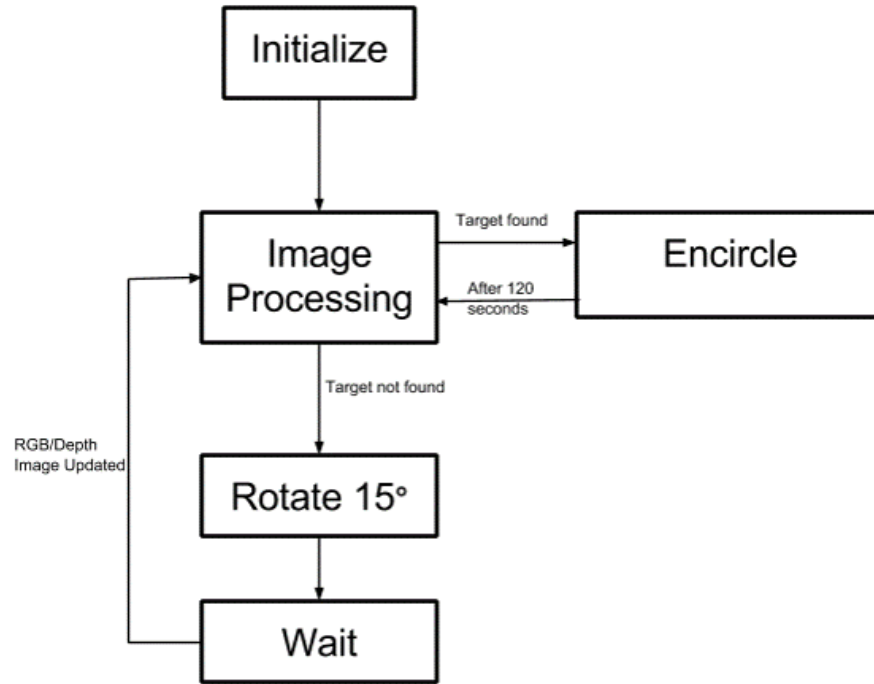 Initialize
Image
Processing
Target found
After 120
seconds
Encircle
Target not found
RGB/Depth
Image Updated
Rotate 15°
Wait